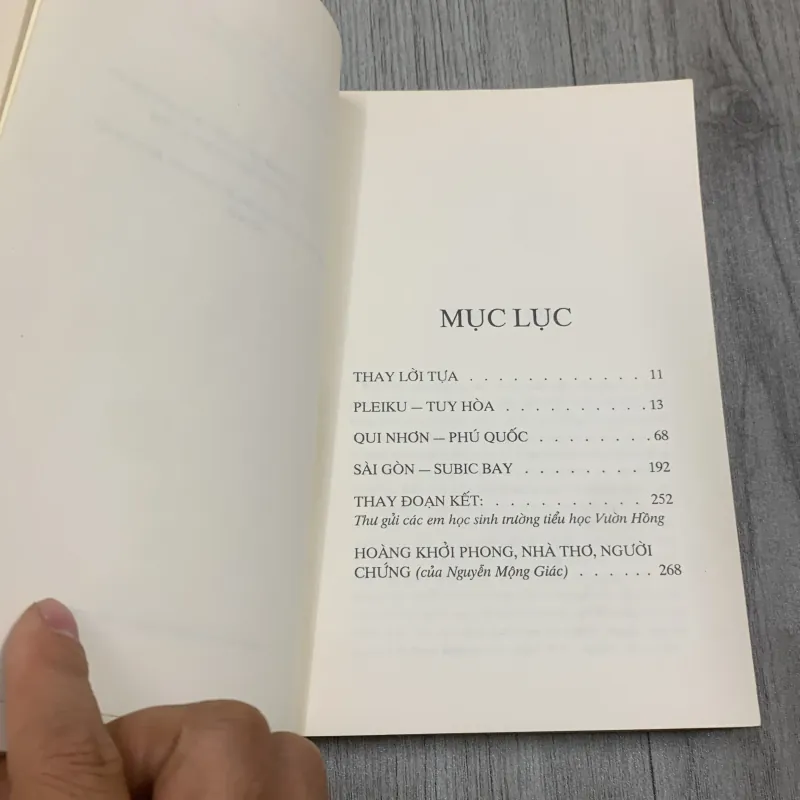 MỤC LỤC
THAY LỜI TỰA . . . . . . . . . . . . 11
PLEIKU — TUY HÒA . . . . . . . . . . 13
QUI NHƠN — PHÚ QUỐC . . . . . . . . 68
SÀI GÒN — SUBIC BAY . . . . . . . . 192
THAY ĐOẠN KẾT: . . . . . . . . . . . 252
Thư gửi các em học sinh trường tiểu học Vườn Hồng
HOÀNG KHỞI PHONG, NHÀ THƠ, NGƯỜI
CHỨNG (của Nguyễn Mộng Giác) . . . . . . 268